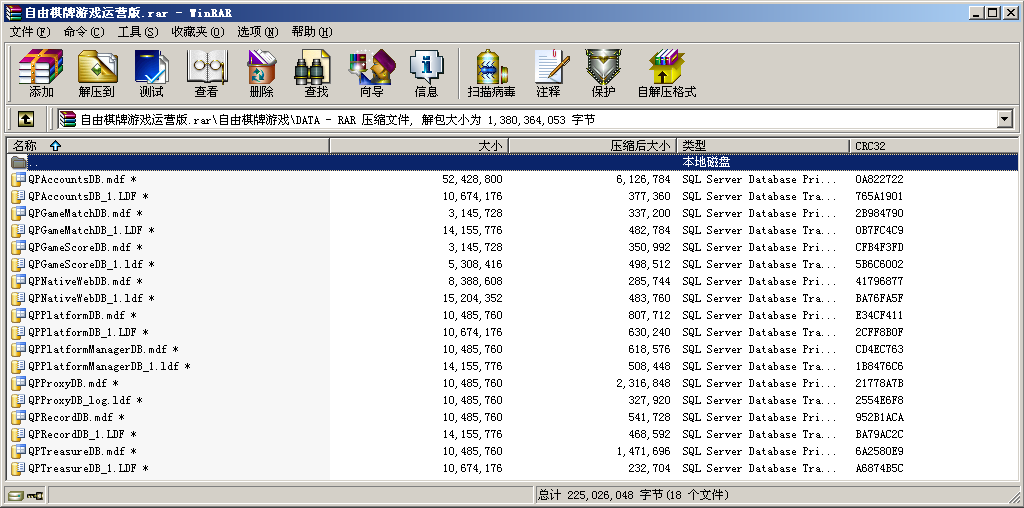 自由棋牌游戏运营版.rar - WinRAR
文件(F) 命令(C) 工具(S) 收藏夹(O) 选项(N) 帮助(H)
添加 解压到 测试 查看 删除 查找 向导 信息 扫描病毒 注释 保护 自解压格式
自由棋牌游戏运营版.rar\自由棋牌游戏\DATA - RAR 压缩文件, 解包大小为 1,380,364,053 字节
名称 大小 压缩后大小 类型 CRC32
.. 本地磁盘
QPAccountsDB.mdf * 52,428,800 6,126,784 SQL Server Database Pri... 0A822722
QPAccountsDB_1.LDF * 10,674,176 377,360 SQL Server Database Tra... 765A1901
QPGameMatchDB.mdf * 3,145,728 337,200 SQL Server Database Pri... 2B984790
QPGameMatchDB_1.LDF * 14,155,776 482,784 SQL Server Database Tra... 0B7FC4C9
QPGameScoreDB.mdf * 3,145,728 350,992 SQL Server Database Pri... CFB4F3FD
QPGameScoreDB_1.ldf * 5,308,416 498,512 SQL Server Database Tra... 5B6C6002
QPNativeWebDB.mdf * 8,388,608 285,744 SQL Server Database Pri... 41796877
QPNativeWebDB_1.ldf * 15,204,352 483,760 SQL Server Database Tra... BA76FA5F
QPPlatformDB.mdf * 10,485,760 807,712 SQL Server Database Pri... E34CF411
QPPlatformDB_1.LDF * 10,674,176 630,240 SQL Server Database Tra... 2CFF8B0F
QPPlatformManagerDB.mdf * 10,485,760 618,576 SQL Server Database Pri... CD4EC763
QPPlatformManagerDB_1.ldf * 14,155,776 508,448 SQL Server Database Tra... 1B8476C6
QPProxyDB.mdf * 10,485,760 2,316,848 SQL Server Database Pri... 21778A7B
QPProxyDB_log.ldf * 10,485,760 327,920 SQL Server Database Tra... 2554E6F8
QPRecordDB.mdf * 10,485,760 541,728 SQL Server Database Pri... 952B1ACA
QPRecordDB_1.LDF * 14,155,776 468,592 SQL Server Database Tra... BA79AC2C
QPTreasureDB.mdf * 10,485,760 1,471,696 SQL Server Database Pri... 6A2580E9
QPTreasureDB_1.LDF * 10,674,176 232,704 SQL Server Database Tra... A6874B5C
总计 225,026,048 字节(18 个文件)